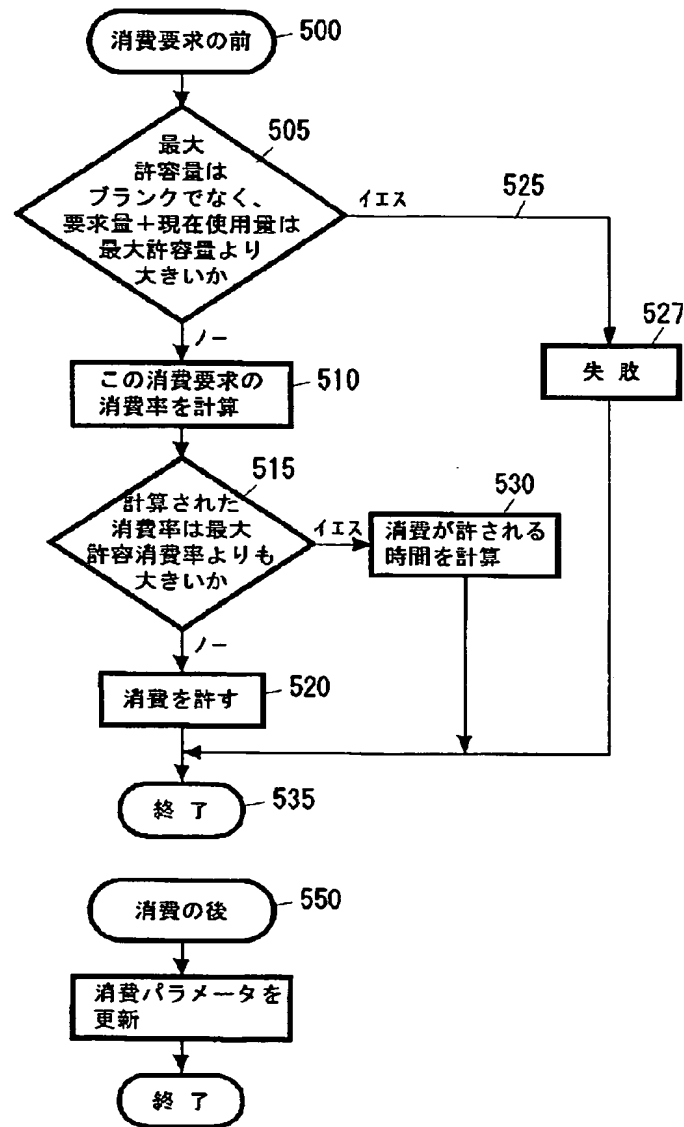 消費要求の前
500
505
最大
許容量は
ブランクでなく、
要求量+現在使用量は
最大許容量より
大きいか
イエス
525
ノー
527
失敗
この消費要求の
消費率を計算
510
515
計算された
消費率は最大
許容消費率よりも
大きいか
イエス
530
消費が許される
時間を計算
ノー
消費を許す
520
終了
535
消費の後
550
消費パラメータを
更新
終了